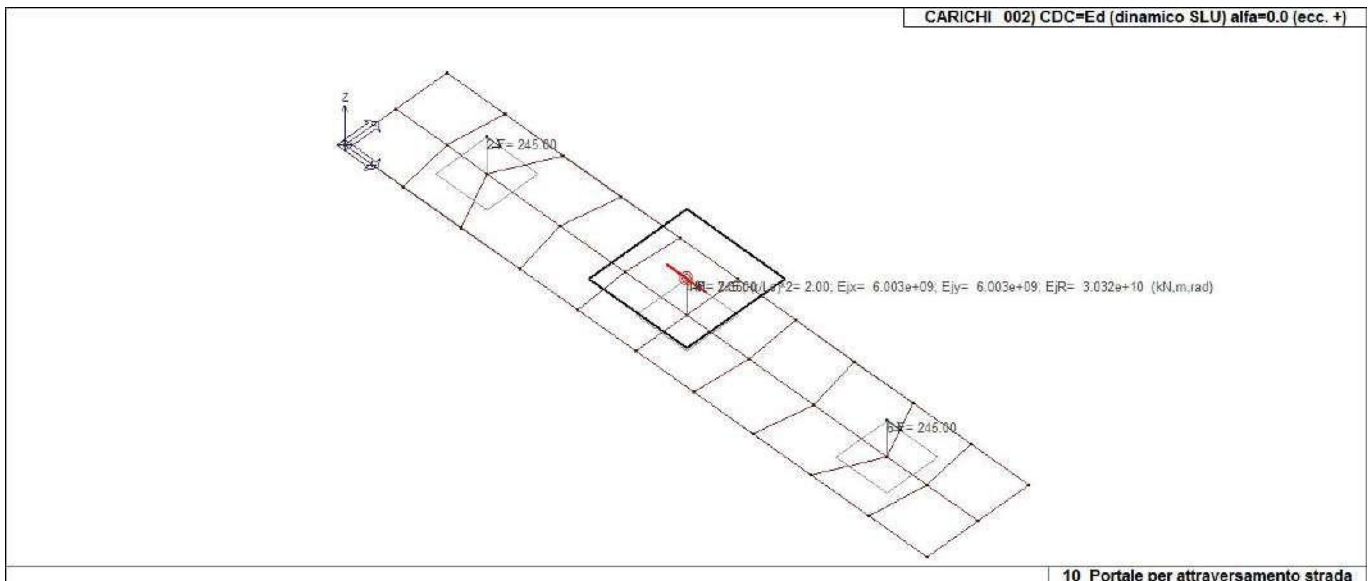 CARICHI 002) CDC=Ed (dinamico SLU) alfa=0.0 (ecc. +)
Z
F= 245.00
2= 2.00; Ejx= 6.003e+09; Ejy= 6.003e+09; EjR= 3.032e+10 (kN,m,rad)
F= 245.00
10 Portale per attraversamento strada